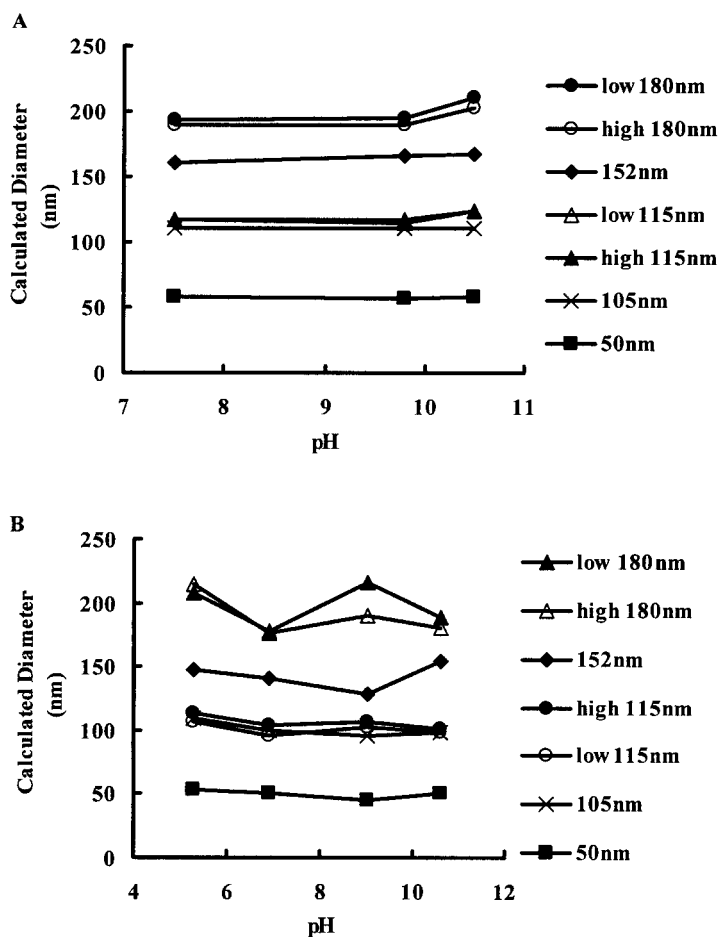 A
250
200
150
100
50
0
7
8
9
10
11
pH
Calculated Diameter
(nm)
low 180nm
high 180nm
152nm
low 115nm
high 115nm
105nm
50nm
B
250
200
150
100
50
0
4
6
8
10
12
pH
Calculated Diameter
(nm)
low 180nm
high 180nm
152nm
high 115nm
low 115nm
105nm
50nm